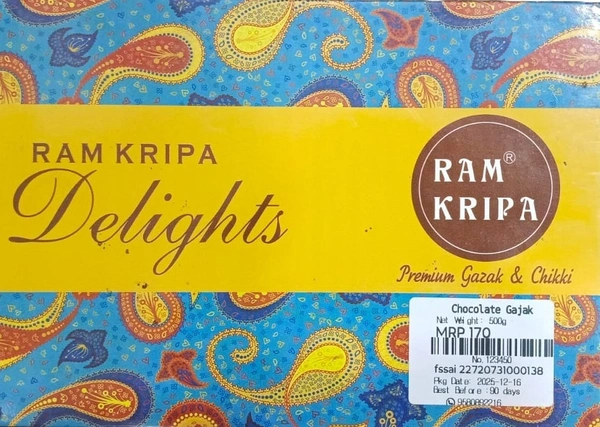 RAM KRIPA
Delights
RAM®
KRIPA
Premium Gazak & Chikki
Chocolate Gajak
Net Weight: 500g
MRP 170
No. 123450
fssai 22720731000138
Pkg Date: 2025-12-16
Best Before :90 days
9580892216